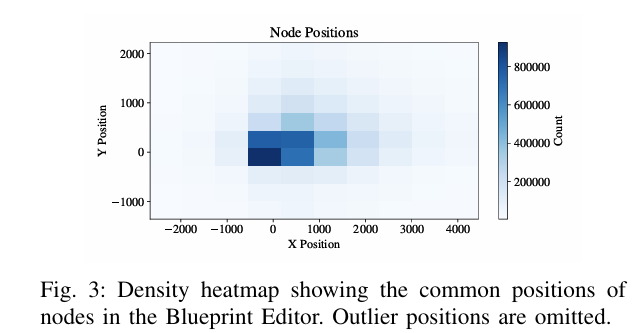 Node Positions
2000
1000
0
−1000
Y Position
−2000
−1000
0
1000
2000
3000
4000
X Position
800000
600000
400000
200000
Count
Fig. 3: Density heatmap showing the common positions of
nodes in the Blueprint Editor. Outlier positions are omitted.